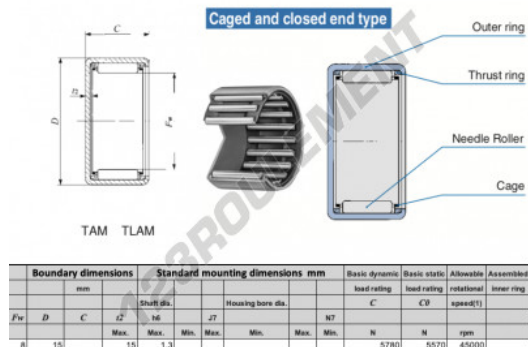 Caged and closed end type
C
Outer ring
Thrust ring
t2
D
Fw
Needle Roller
Cage
TAM TLAM
123ROULEMENT
Boundary dimensions Standard mounting dimensions mm Basic dynamic Basic static Allowable Assembled
mm load rating load rating rotational inner ring
Shaft dia. Housing bore dia. C C0 speed(1)
Fw D C t2 h6 J7 N7
Max. Max. Min. Max. Min. Max. Min. N N rpm
8 15 15 1.3 5780 5570 45000